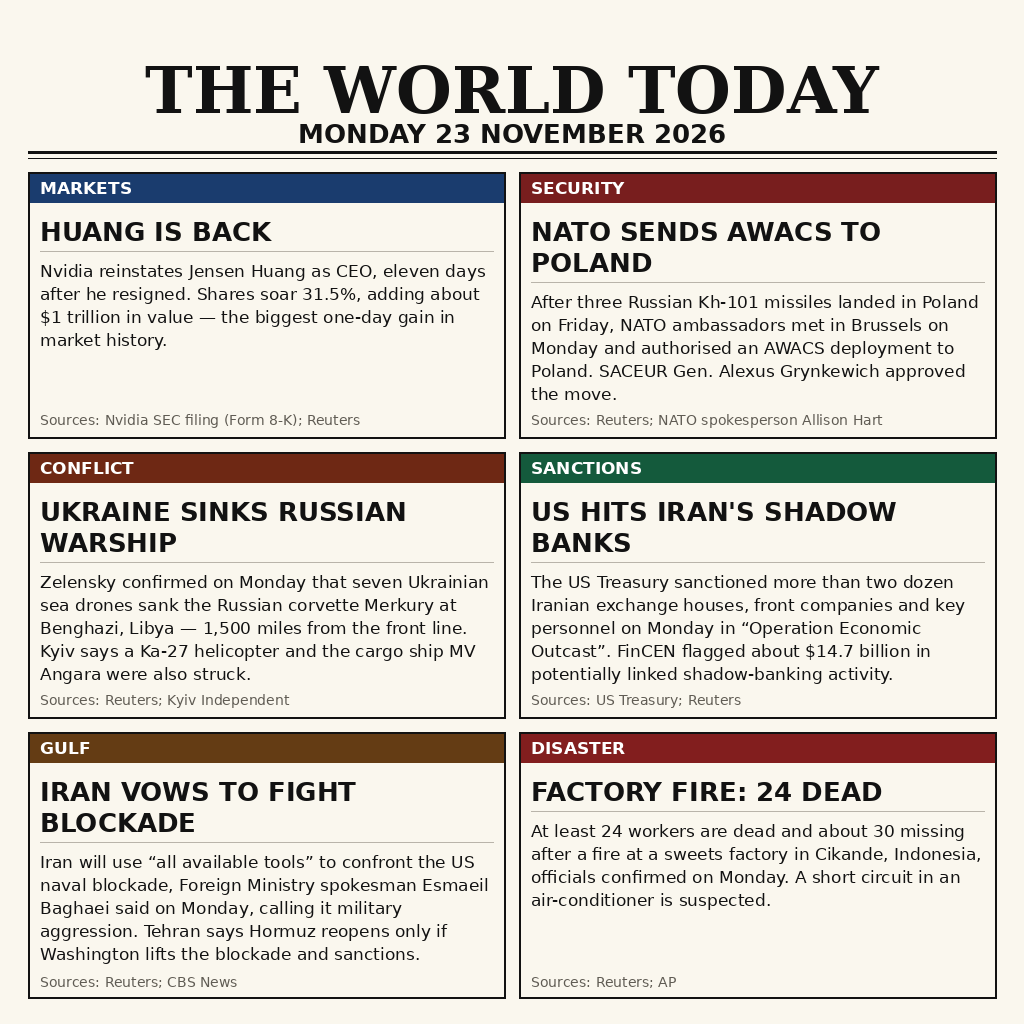 THE WORLD TODAY
MONDAY 23 NOVEMBER 2026
MARKETS
HUANG IS BACK
Nvidia reinstates Jensen Huang as CEO, eleven days
after he resigned. Shares soar 31.5%, adding about
$1 trillion in value — the biggest one-day gain in
market history.
Sources: Nvidia SEC filing (Form 8-K); Reuters
SECURITY
NATO SENDS AWACS TO
POLAND
After three Russian Kh-101 missiles landed in Poland
on Friday, NATO ambassadors met in Brussels on
Monday and authorised an AWACS deployment to
Poland. SACEUR Gen. Alexus Grynkewich approved
the move.
Sources: Reuters; NATO spokesperson Allison Hart
CONFLICT
UKRAINE SINKS RUSSIAN
WARSHIP
Zelensky confirmed on Monday that seven Ukrainian
sea drones sank the Russian corvette Merkury at
Benghazi, Libya — 1,500 miles from the front line.
Kyiv says a Ka-27 helicopter and the cargo ship MV
Angara were also struck.
Sources: Reuters; Kyiv Independent
SANCTIONS
US HITS IRAN'S SHADOW
BANKS
The US Treasury sanctioned more than two dozen
Iranian exchange houses, front companies and key
personnel on Monday in “Operation Economic
Outcast”. FinCEN flagged about $14.7 billion in
potentially linked shadow-banking activity.
Sources: US Treasury; Reuters
GULF
IRAN VOWS TO FIGHT
BLOCKADE
Iran will use “all available tools” to confront the US
naval blockade, Foreign Ministry spokesman Esmaeil
Baghaei said on Monday, calling it military
aggression. Tehran says Hormuz reopens only if
Washington lifts the blockade and sanctions.
Sources: Reuters; CBS News
DISASTER
FACTORY FIRE: 24 DEAD
At least 24 workers are dead and about 30 missing
after a fire at a sweets factory in Cikande, Indonesia,
officials confirmed on Monday. A short circuit in an
air-conditioner is suspected.
Sources: Reuters; AP